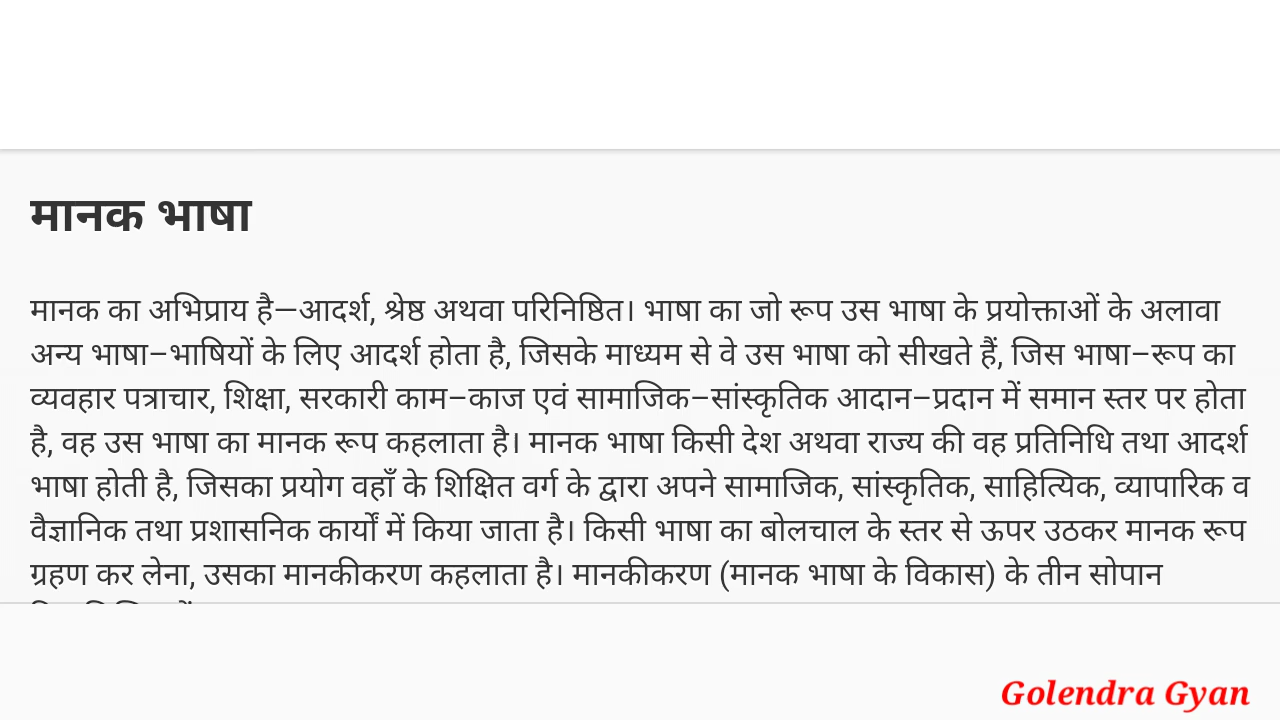 मानक भाषा
मानक का अभिप्राय है—आदर्श, श्रेष्ठ अथवा परिनिष्ठित। भाषा का जो रूप उस भाषा के प्रयोक्ताओं के अलावा
अन्य भाषा–भाषियों के लिए आदर्श होता है, जिसके माध्यम से वे उस भाषा को सीखते हैं, जिस भाषा–रूप का
व्यवहार पत्राचार, शिक्षा, सरकारी काम–काज एवं सामाजिक–सांस्कृतिक आदान–प्रदान में समान स्तर पर होता
है, वह उस भाषा का मानक रूप कहलाता है। मानक भाषा किसी देश अथवा राज्य की वह प्रतिनिधि तथा आदर्श
भाषा होती है, जिसका प्रयोग वहाँ के शिक्षित वर्ग के द्वारा अपने सामाजिक, सांस्कृतिक, साहित्यिक, व्यापारिक व
वैज्ञानिक तथा प्रशासनिक कार्यों में किया जाता है। किसी भाषा का बोलचाल के स्तर से ऊपर उठकर मानक रूप
ग्रहण कर लेना, उसका मानकीकरण कहलाता है। मानकीकरण (मानक भाषा के विकास) के तीन सोपान
Golendra Gyan